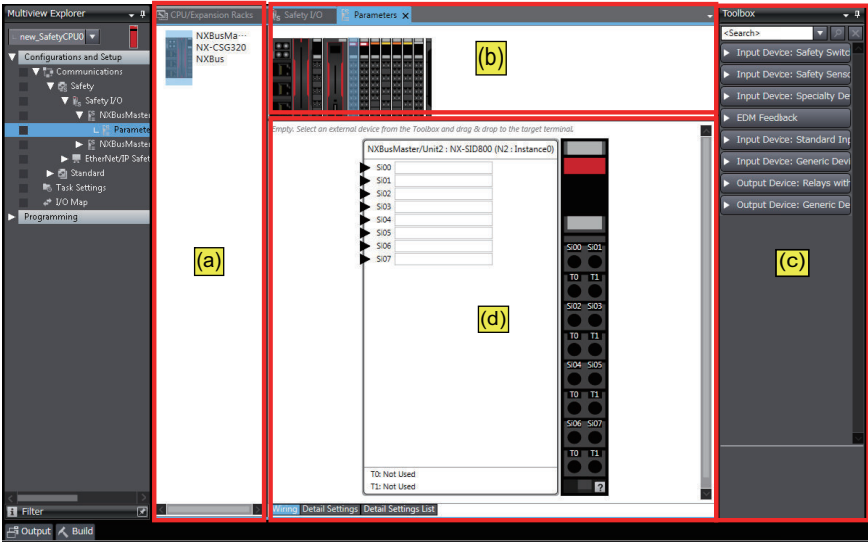 Multiview Explorer
new_SafetyCPU0
Configurations and Setup
Communications
Safety
Safety I/O
NXBusMaster
Paramete
NXBusMaster
EtherNet/IP Safet
Standard
Task Settings
I/O Map
Programming
Filter
Output
Build
CPU/Expansion Racks
NXBusMa···
NX-CSG320
NXBus
(a)
Safety I/O
Parameters
(b)
Empty. Select an external device from the Toolbox and drag & drop to the target terminal.
NXBusMaster/Unit2 : NX-SID800 (N2 : Instance0)
Si00
Si01
Si02
Si03
Si04
Si05
Si06
Si07
(d)
T0: Not Used
T1: Not Used
Si00 Si01
T0 T1
Si02 Si03
T0 T1
Si04 Si05
T0 T1
Si06 Si07
T0 T1
?
Wiring Detail Settings Detail Settings List
Toolbox
<Search>
Input Device: Safety Switc
Input Device: Safety Senso
Input Device: Specialty De
EDM Feedback
Input Device: Standard Inp
Input Device: Generic Devi
Output Device: Relays with
Output Device: Generic De
(c)